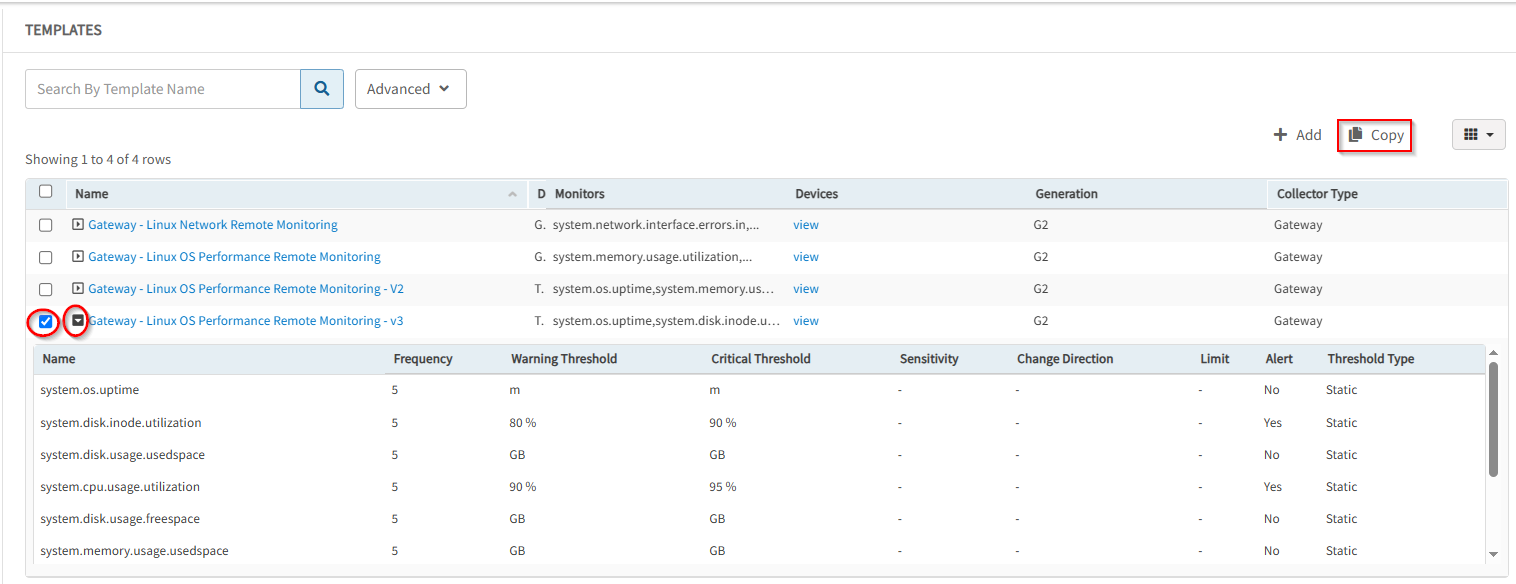 TEMPLATES
Search By Template Name
Advanced
Add Copy
Showing 1 to 4 of 4 rows
Name D Monitors Devices Generation Collector Type
Gateway - Linux Network Remote Monitoring G. system.network.interface.errors.in,... view G2 Gateway
Gateway - Linux OS Performance Remote Monitoring G. system.memory.usage.utilization,... view G2 Gateway
Gateway - Linux OS Performance Remote Monitoring - V2 T. system.os.uptime,system.memory.us... view G2 Gateway
Gateway - Linux OS Performance Remote Monitoring - v3 T. system.os.uptime,system.disk.inode.u... view G2 Gateway
Name Frequency Warning Threshold Critical Threshold Sensitivity Change Direction Limit Alert Threshold Type
system.os.uptime 5 m m - - - No Static
system.disk.inode.utilization 5 80 % 90 % - - - Yes Static
system.disk.usage.usedspace 5 GB GB - - - No Static
system.cpu.usage.utilization 5 90 % 95 % - - - Yes Static
system.disk.usage.freespace 5 GB GB - - - No Static
system.memory.usage.usedspace 5 GB GB - - - No Static